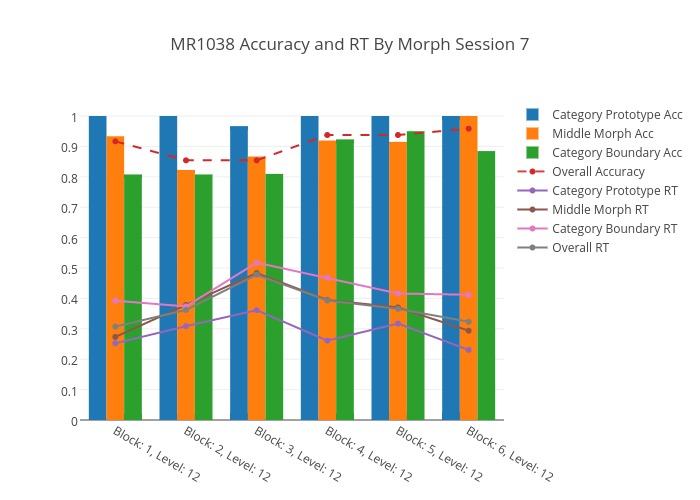 MR1038 Accuracy and RT By Morph Session 7
1
0.9
0.8
0.7
0.6
0.5
0.4
0.3
0.2
0.1
0
Block: 1, Level: 12
Block: 2, Level: 12
Block: 3, Level: 12
Block: 4, Level: 12
Block: 5, Level: 12
Block: 6, Level: 12
Category Prototype Acc
Middle Morph Acc
Category Boundary Acc
Overall Accuracy
Category Prototype RT
Middle Morph RT
Category Boundary RT
Overall RT